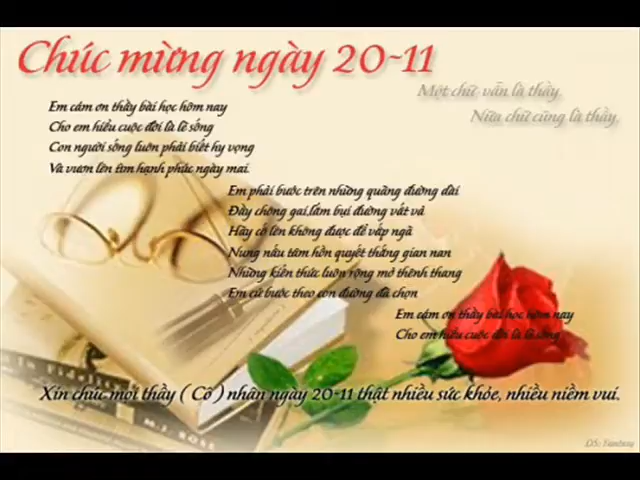 Chúc mừng ngày 20-11
Một chữ vẫn là thầy,
Nửa chữ cũng là thầy,
Em cám ơn thầy bài học hôm nay
Cho em hiểu cuộc đời là lẽ sống
Con người sống luôn phải biết hy vọng
Và vươn lên tìm hạnh phúc ngày mai.
Em phải bước trên những quãng đường dài
Đầy chông gai,lắm bụi đường vất vả
Hãy cố lên không được để vấp ngã
Nung nấu tâm hồn quyết thắng gian nan
Những kiến thức luôn rộng mở thênh thang
Em cứ bước theo con đường đã chọn
Em cám ơn thầy bài học hôm nay
Cho em hiểu cuộc đời là lẽ sống
Xin chúc mọi thầy ( Cô ) nhân ngày 20-11 thật nhiều sức khỏe, nhiều niềm vui.
M.J. ROSE